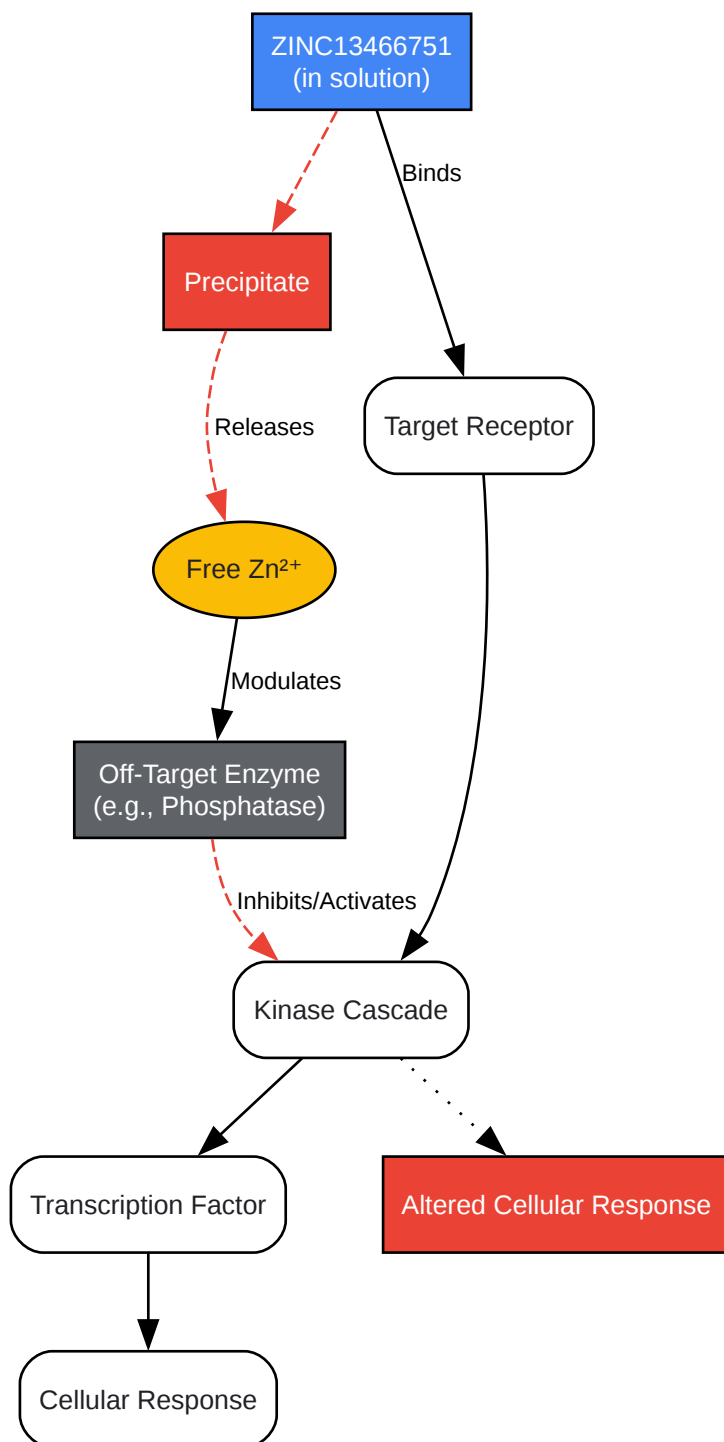 ZINC13466751
(in solution)
Binds
Precipitate
Target Receptor
Releases
Free Zn²⁺
Modulates
Off-Target Enzyme
(e.g., Phosphatase)
Inhibits/Activates
Kinase Cascade
Transcription Factor
Altered Cellular Response
Cellular Response